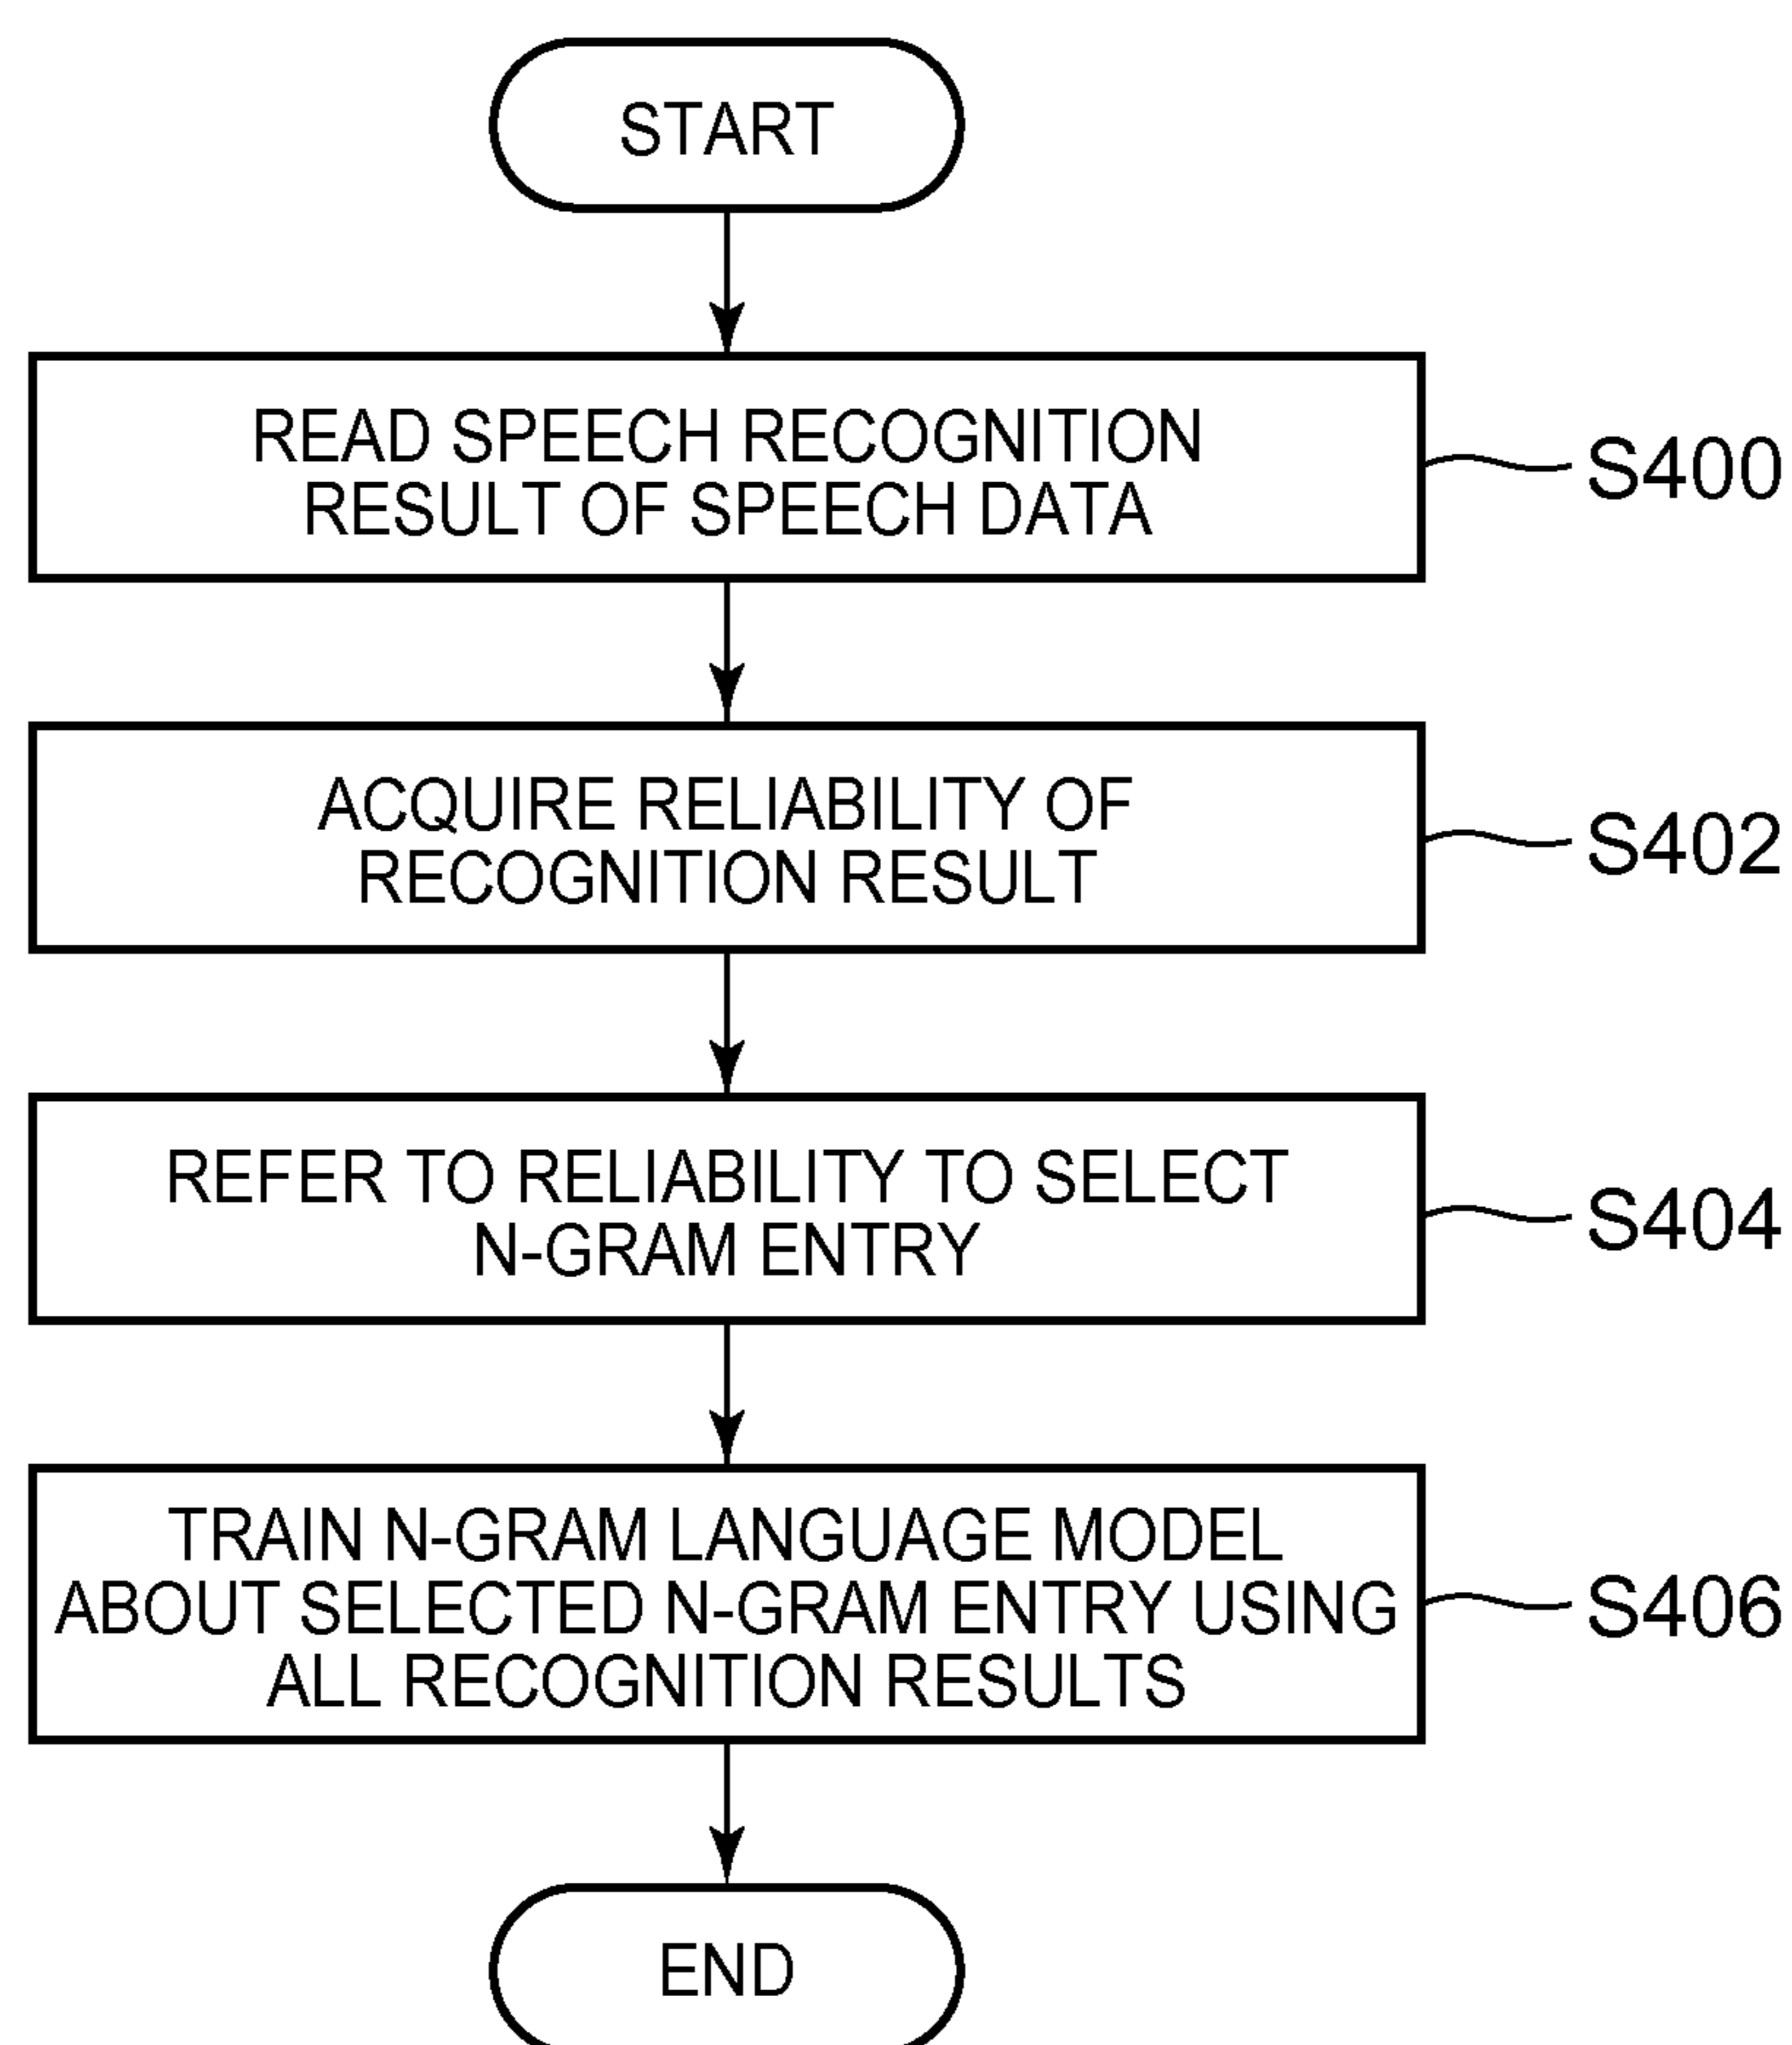 START
READ SPEECH RECOGNITION
RESULT OF SPEECH DATA
S400
ACQUIRE RELIABILITY OF
RECOGNITION RESULT
S402
REFER TO RELIABILITY TO SELECT
N-GRAM ENTRY
S404
TRAIN N-GRAM LANGUAGE MODEL
ABOUT SELECTED N-GRAM ENTRY USING
ALL RECOGNITION RESULTS
S406
END